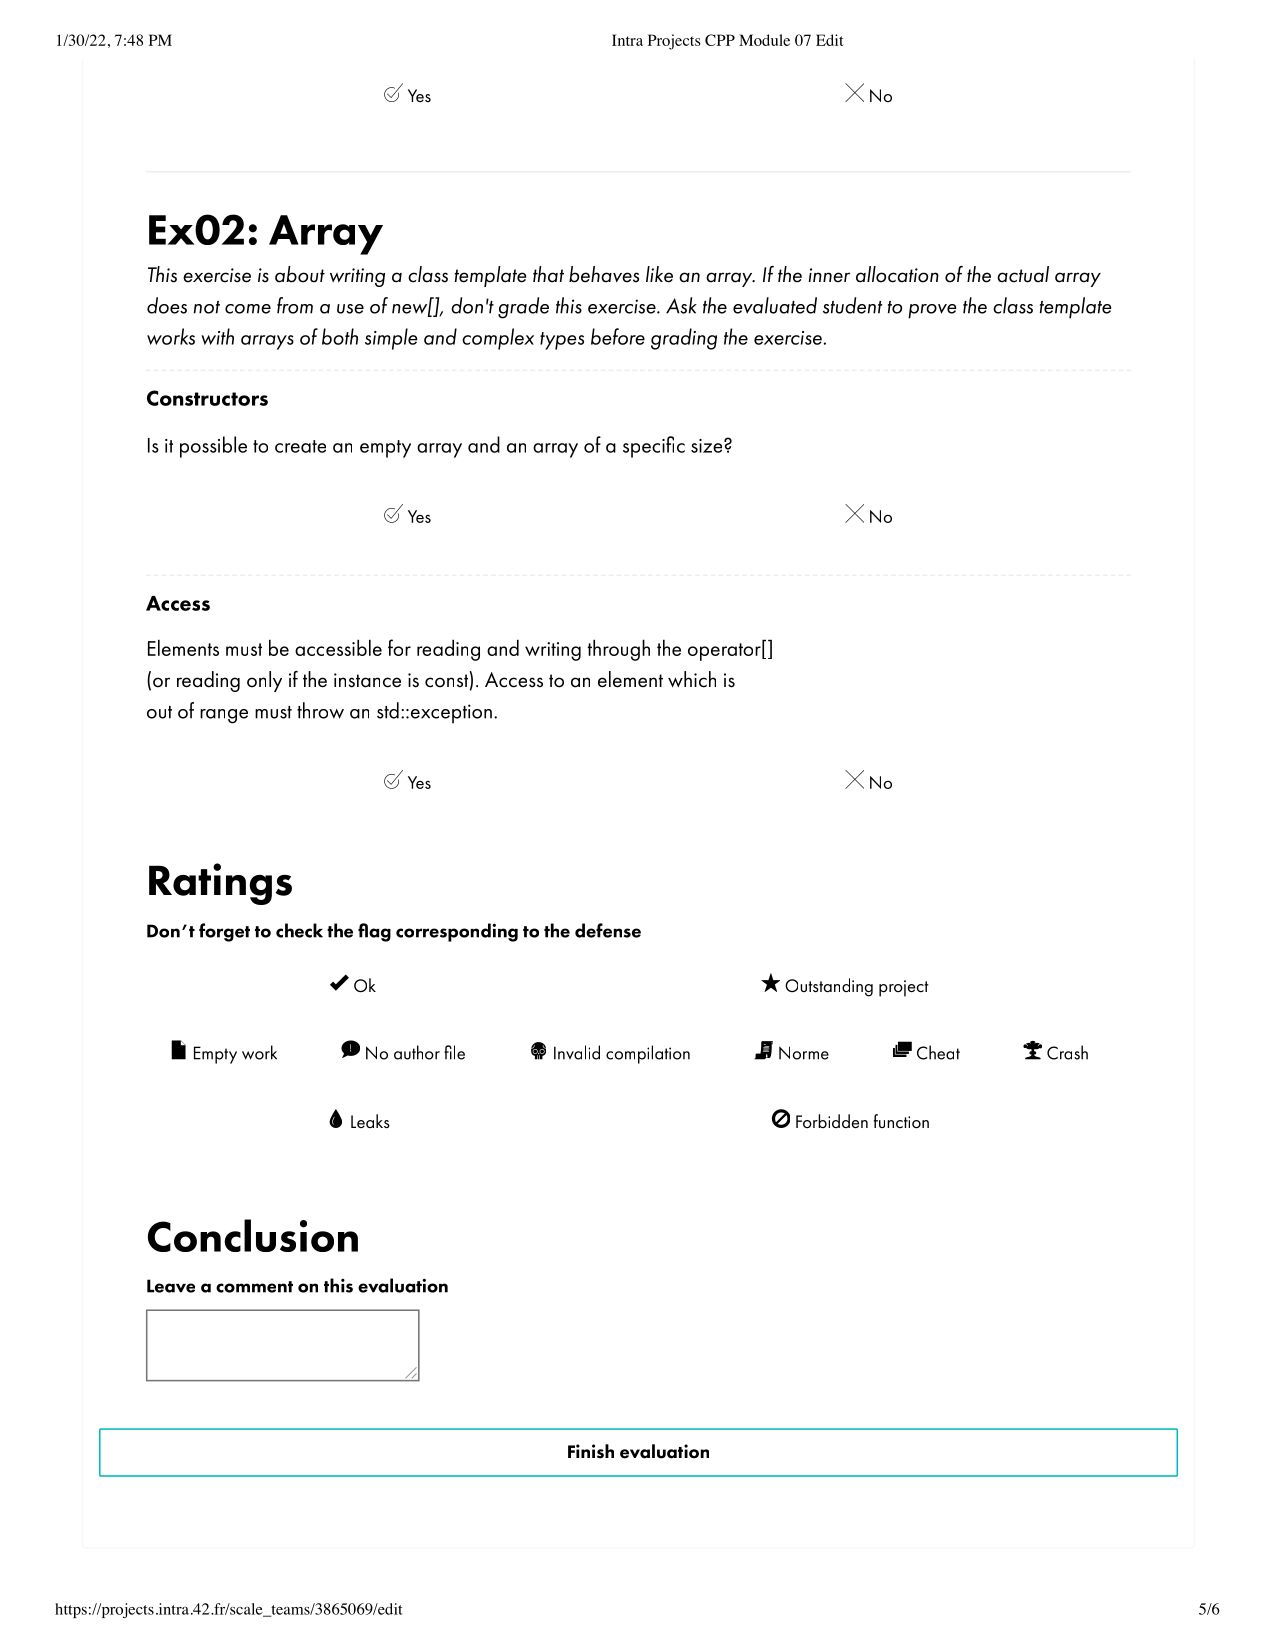 1/30/22, 7:48 PM Intra Projects CPP Module 07 Edit
Yes No
Ex02: Array
This exercise is about writing a class template that behaves like an array. If the inner allocation of the actual array
does not come from a use of new[], don't grade this exercise. Ask the evaluated student to prove the class template
works with arrays of both simple and complex types before grading the exercise.
Constructors
Is it possible to create an empty array and an array of a specific size?
Yes No
Access
Elements must be accessible for reading and writing through the operator[]
(or reading only if the instance is const). Access to an element which is
out of range must throw an std::exception.
Yes No
Ratings
Don’t forget to check the flag corresponding to the defense
Ok Outstanding project
Empty work No author file Invalid compilation Norme Cheat Crash
Leaks Forbidden function
Conclusion
Leave a comment on this evaluation
Finish evaluation
https://projects.intra.42.fr/scale_teams/3865069/edit 5/6